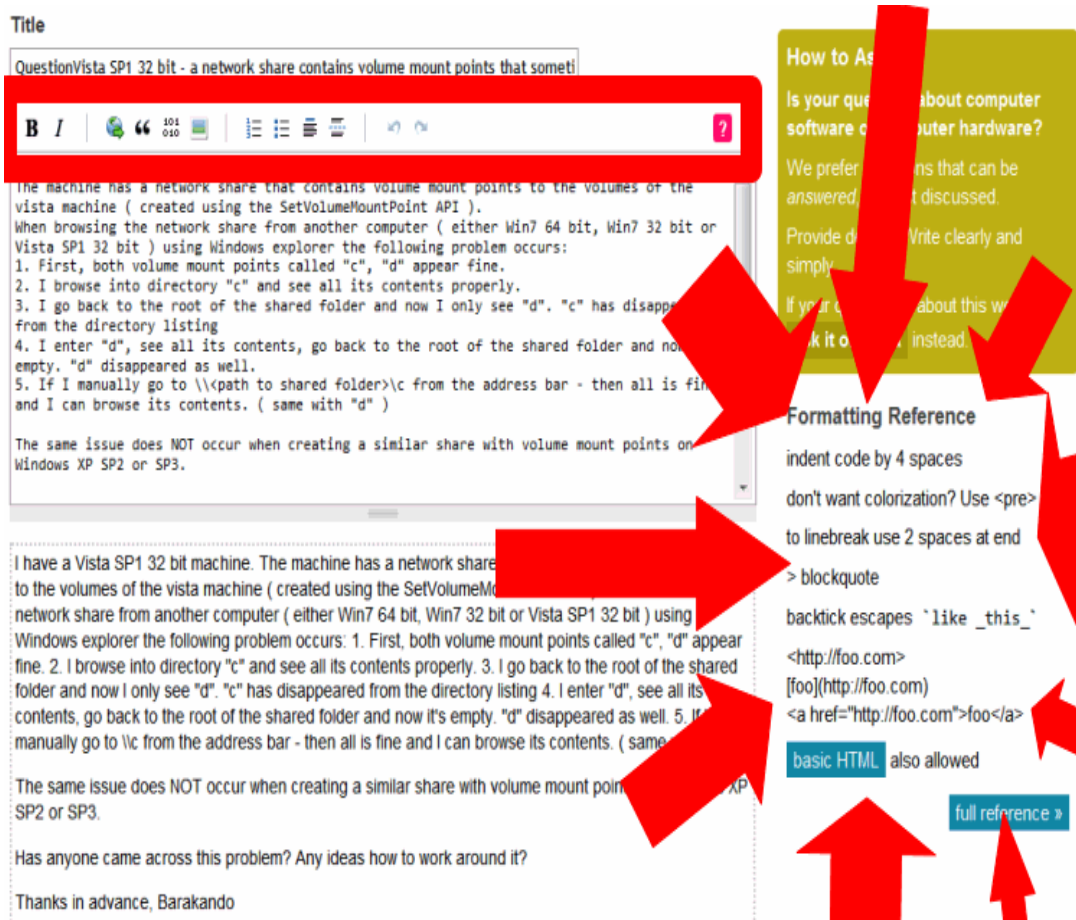 Title
QuestionVista SP1 32 bit - a network share contains volume mount points that someti
B I 101 010 ?
The machine has a network share that contains volume mount points to the volumes of the
vista machine ( created using the SetVolumeMountPoint API ).
When browsing the network share from another computer ( either Win7 64 bit, Win7 32 bit or
Vista SP1 32 bit ) using Windows explorer the following problem occurs:
1. First, both volume mount points called "c", "d" appear fine.
2. I browse into directory "c" and see all its contents properly.
3. I go back to the root of the shared folder and now I only see "d". "c" has disappe
from the directory listing
4. I enter "d", see all its contents, go back to the root of the shared folder and no
empty. "d" disappeared as well.
5. If I manually go to \\<path to shared folder>\c from the address bar - then all is fin
and I can browse its contents. ( same with "d" )
The same issue does NOT occur when creating a similar share with volume mount points on
Windows XP SP2 or SP3.
I have a Vista SP1 32 bit machine. The machine has a network share
to the volumes of the vista machine ( created using the SetVolumeMo
network share from another computer ( either Win7 64 bit, Win7 32 bit or Vista SP1 32 bit ) using
Windows explorer the following problem occurs: 1. First, both volume mount points called "c", "d" appear
fine. 2. I browse into directory "c" and see all its contents properly. 3. I go back to the root of the shared
folder and now I only see "d". "c" has disappeared from the directory listing 4. I enter "d", see all its
contents, go back to the root of the shared folder and now it's empty. "d" disappeared as well. 5. If
manually go to \\c from the address bar - then all is fine and I can browse its contents. ( same
The same issue does NOT occur when creating a similar share with volume mount poin XP
SP2 or SP3.
Has anyone came across this problem? Any ideas how to work around it?
Thanks in advance, Barakando
How to As
Is your que about computer
software o puter hardware?
We prefer ns that can be
answered, t discussed.
Provide de Write clearly and
simply
If your about this we
k it o instead.
Formatting Reference
indent code by 4 spaces
don't want colorization? Use <pre>
to linebreak use 2 spaces at end
> blockquote
backtick escapes `like _this_`
<http://foo.com>
[foo](http://foo.com)
<a href="http://foo.com">foo</a>
basic HTML also allowed
full reference »